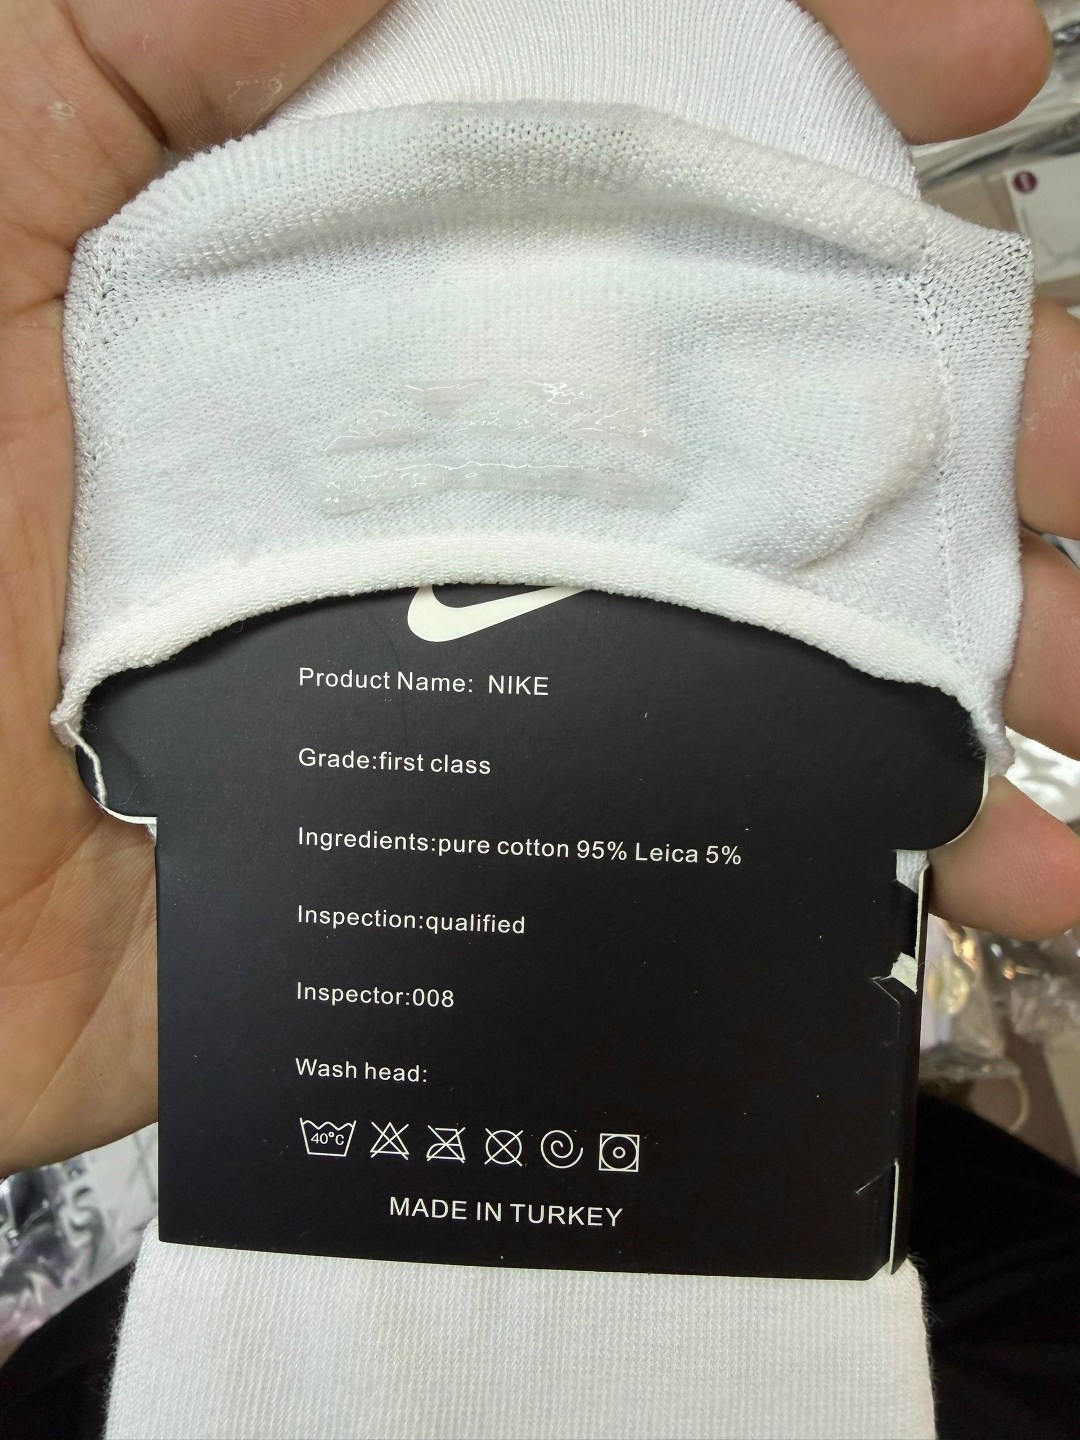 Product Name: NIKE
Grade:first class
Ingredients:pure cotton 95% Leica 5%
Inspection:qualified
Inspector:008
Wash head:
40°C
MADE IN TURKEY